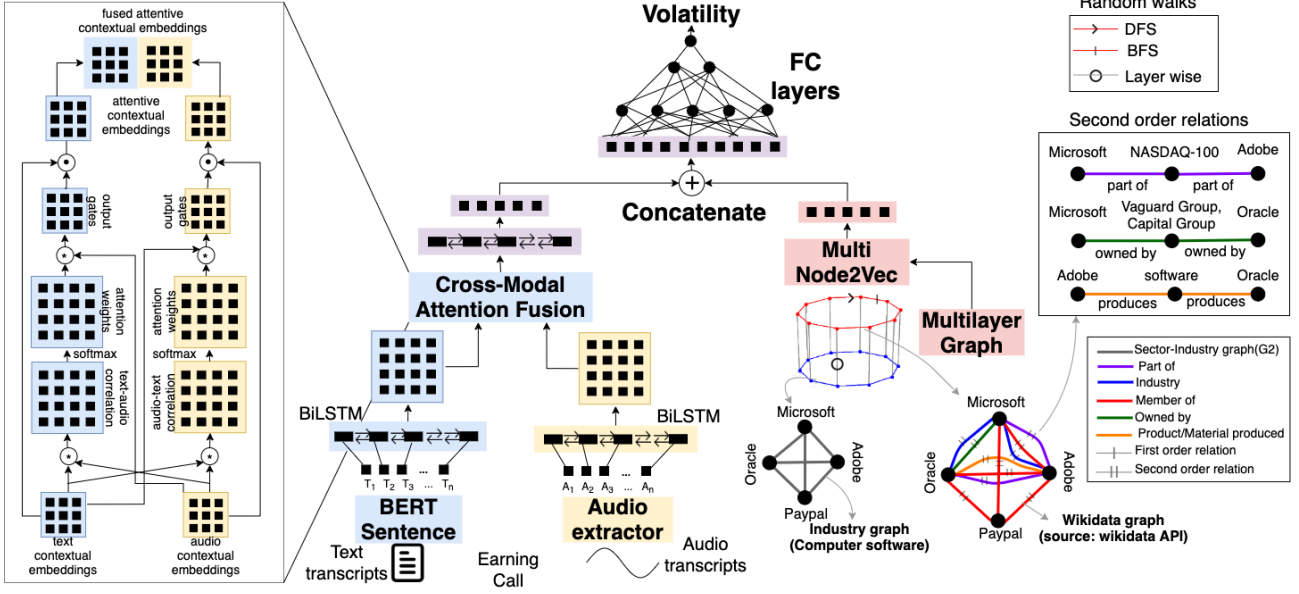 fused attentive
contextual embeddings
attentive
contextual
embeddings
output
gates
output
gates
attention
weights
attention
weights
softmax
softmax
text-audio
correlation
audio-text
correlation
text
contextual
embeddings
audio
contextual
embeddings
Volatility
FC
layers
Concatenate
Cross-Modal
Attention Fusion
BiLSTM
BiLSTM
T1 T2 T3 ... Tn
A1 A2 A3 ... An
BERT
Sentence
Audio
extractor
Text
transcripts
Earning
Call
Audio
transcripts
Multi
Node2Vec
Multilayer
Graph
Microsoft
Oracle
Adobe
Paypal
Industry graph
(Computer software)
Microsoft
Oracle
Adobe
Paypal
Wikidata graph
(source: wikidata API)
Random walks
DFS
BFS
Layer wise
Second order relations
Microsoft NASDAQ-100 Adobe
part of part of
Microsoft Vaguard Group, Capital Group Oracle
owned by owned by
Adobe software Oracle
produces produces
Sector-Industry graph(G2)
Part of
Industry
Member of
Owned by
Product/Material produced
First order relation
Second order relation